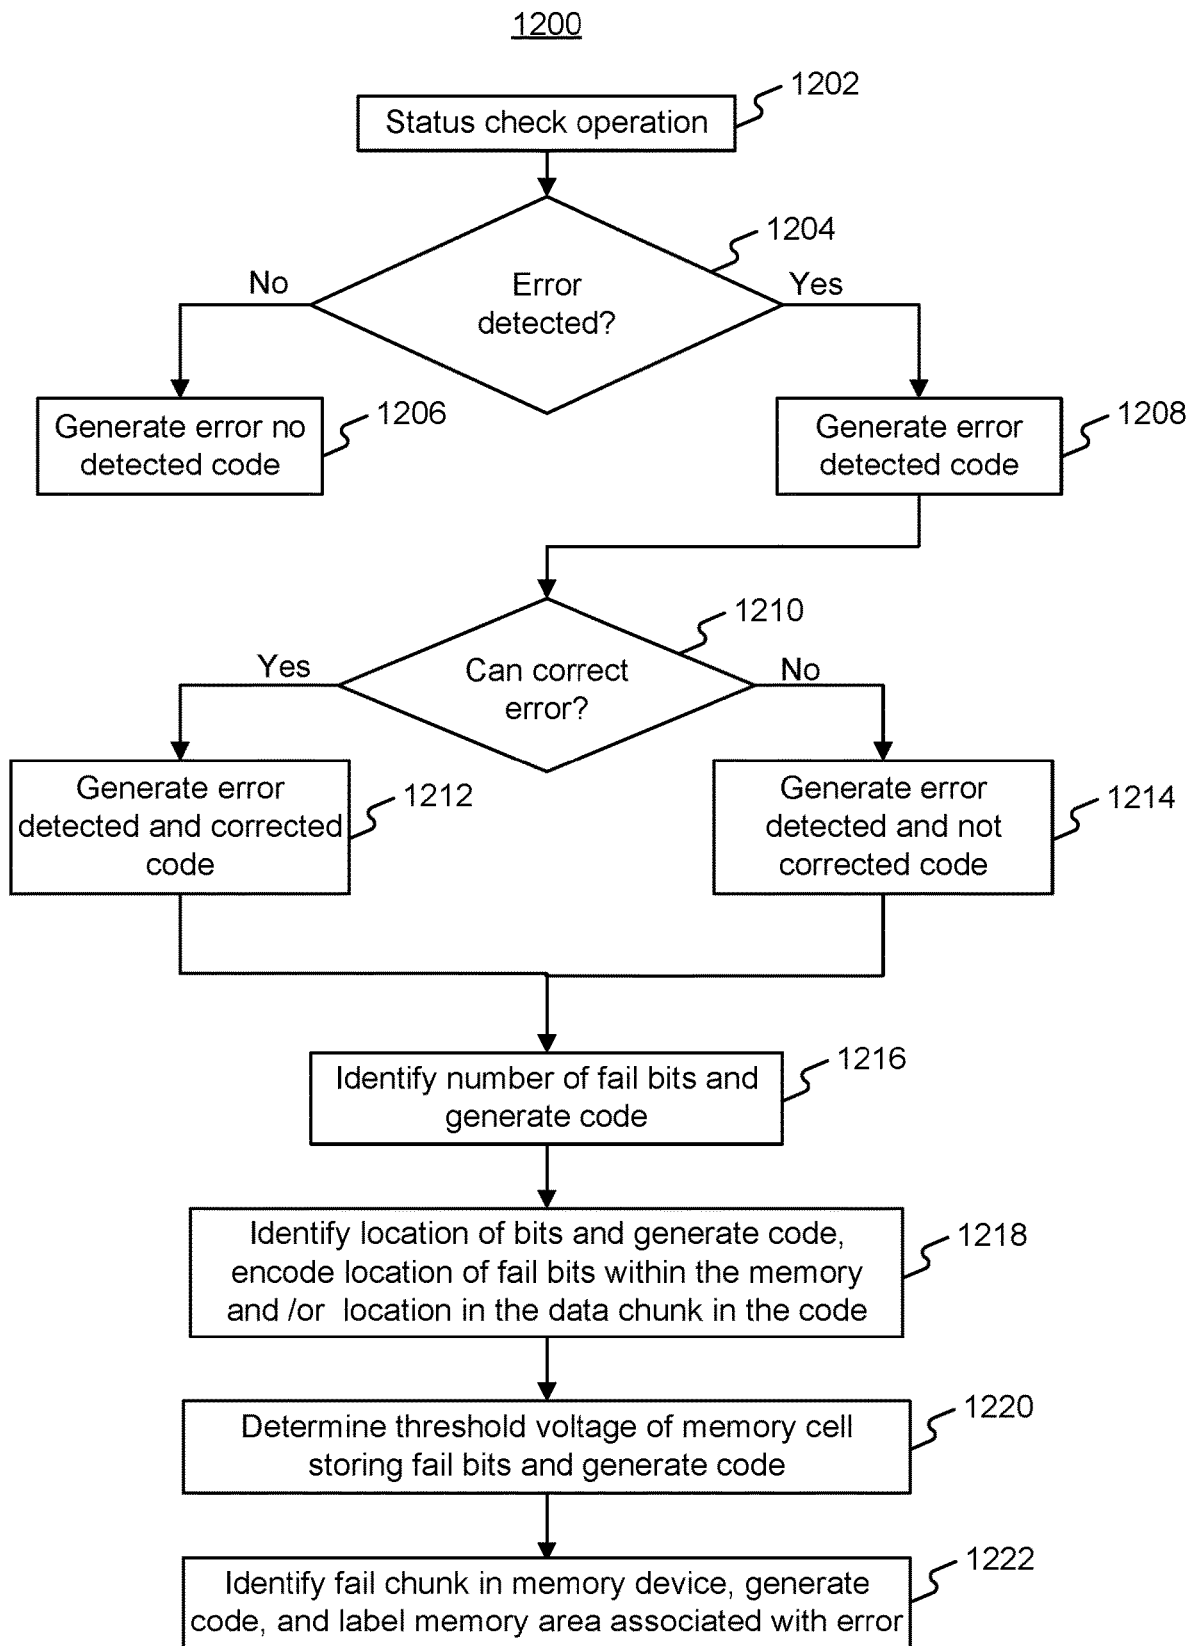 1200
1202
Status check operation
1204
No
Yes
Error
detected?
Generate error no
detected code
1206
Generate error
detected code
1208
1210
Yes
No
Can correct
error?
Generate error
detected and corrected
code
1212
Generate error
detected and not
corrected code
1214
Identify number of fail bits and
generate code
1216
Identify location of bits and generate code,
encode location of fail bits within the memory
and /or location in the data chunk in the code
1218
Determine threshold voltage of memory cell
storing fail bits and generate code
1220
Identify fail chunk in memory device, generate
code, and label memory area associated with error
1222